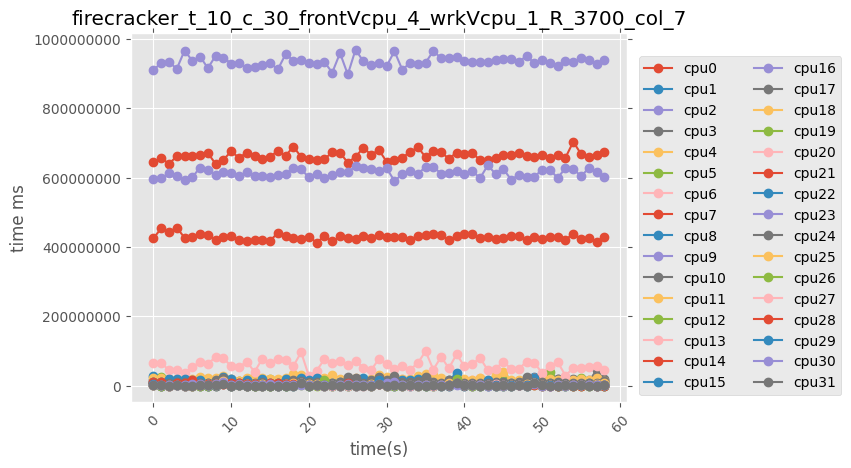 firecracker_t_10_c_30_frontVcpu_4_wrkVcpu_1_R_3700_col_7
1000000000
800000000
600000000
400000000
200000000
0
time ms
0
10
20
30
40
50
60
time(s)
cpu0
cpu1
cpu2
cpu3
cpu4
cpu5
cpu6
cpu7
cpu8
cpu9
cpu10
cpu11
cpu12
cpu13
cpu14
cpu15
cpu16
cpu17
cpu18
cpu19
cpu20
cpu21
cpu22
cpu23
cpu24
cpu25
cpu26
cpu27
cpu28
cpu29
cpu30
cpu31